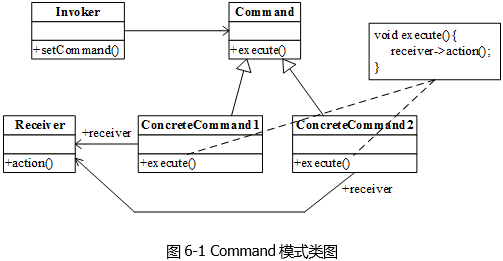 Invoker
+setCommand()
Command
+execute()
void execute(){
receiver->action();
}
Receiver
+action()
+receiver
ConcreteCommand1
+execute()
ConcreteCommand2
+execute()
+receiver
图 6-1 Command 模式类图